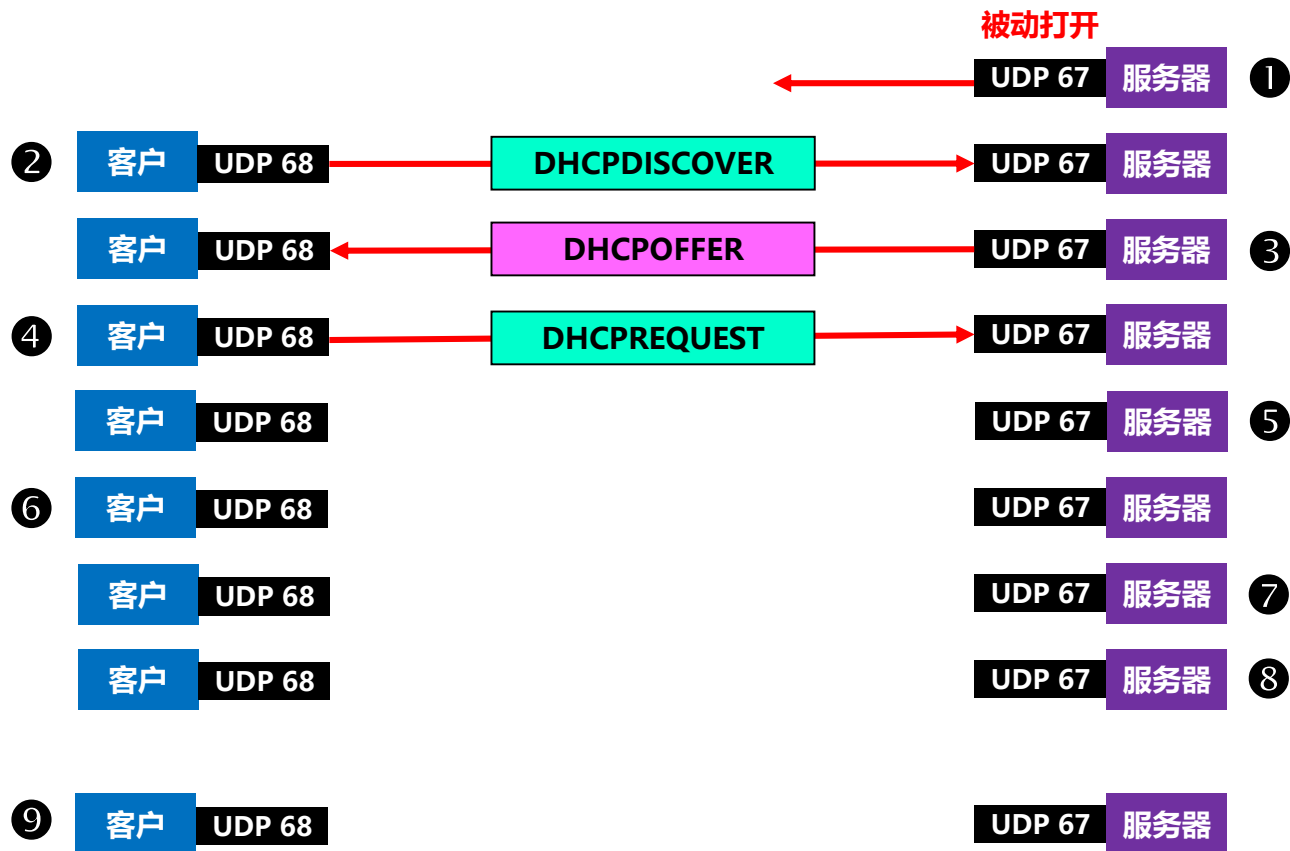 被动打开
UDP 67 服务器 ❶
❷ 客户 UDP 68 DHCPDISCOVER UDP 67 服务器
客户 UDP 68 DHCPOFFER UDP 67 服务器 ❸
❹ 客户 UDP 68 DHCPREQUEST UDP 67 服务器
客户 UDP 68 UDP 67 服务器 ❺
❻ 客户 UDP 68 UDP 67 服务器
客户 UDP 68 UDP 67 服务器 ❼
客户 UDP 68 UDP 67 服务器 ❽
❾ 客户 UDP 68 UDP 67 服务器